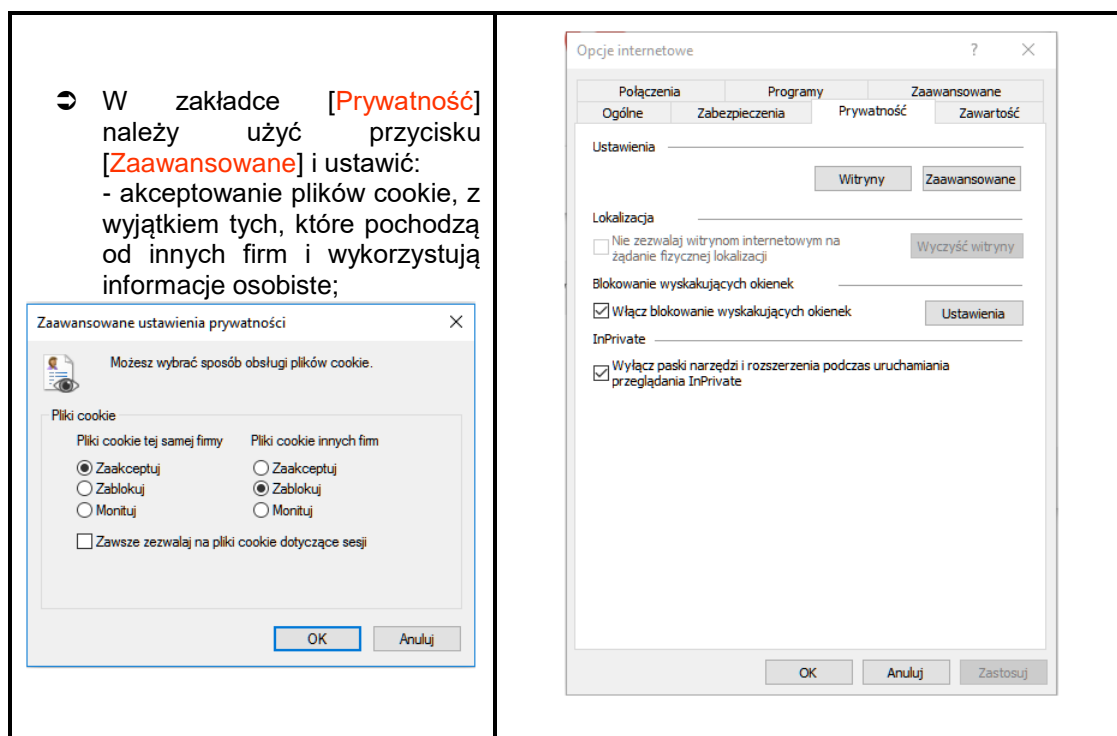 ➲ W zakładce [Prywatność]
należy użyć przycisku
[Zaawansowane] i ustawić:
- akceptowanie plików cookie, z
wyjątkiem tych, które pochodzą
od innych firm i wykorzystują
informacje osobiste;
Zaawansowane ustawienia prywatności
Możesz wybrać sposób obsługi plików cookie.
Pliki cookie
Pliki cookie tej samej firmy Pliki cookie innych firm
Zaakceptuj Zaakceptuj
Zablokuj Zablokuj
Monituj Monituj
Zawsze zezwalaj na pliki cookie dotyczące sesji
OK Anuluj
Opcje internetowe ?
Połączenia Programy Zaawansowane
Ogólne Zabezpieczenia Prywatność Zawartość
Ustawienia
Witryny Zaawansowane
Lokalizacja
Nie zezwalaj witrynom internetowym na
żądanie fizycznej lokalizacji
Wyczyść witryny
Blokowanie wyskakujących okienek
Włącz blokowanie wyskakujących okienek Ustawienia
InPrivate
Wyłącz paski narzędzi i rozszerzenia podczas uruchamiania
przeglądania InPrivate
OK Anuluj Zastosuj